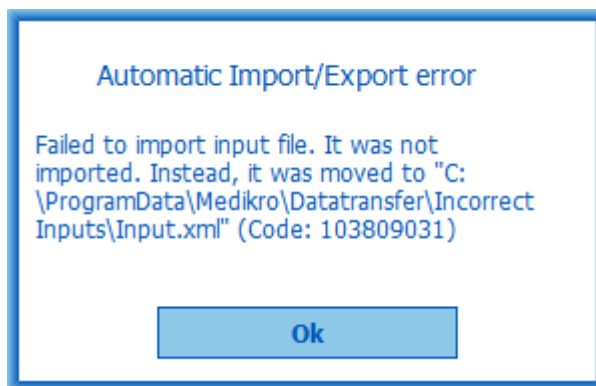 Automatic Import/Export error
Failed to import input file. It was not
imported. Instead, it was moved to "C:
\ProgramData\Medikro\Datatransfer\Incorrect
Inputs\Input.xml" (Code: 103809031)
Ok